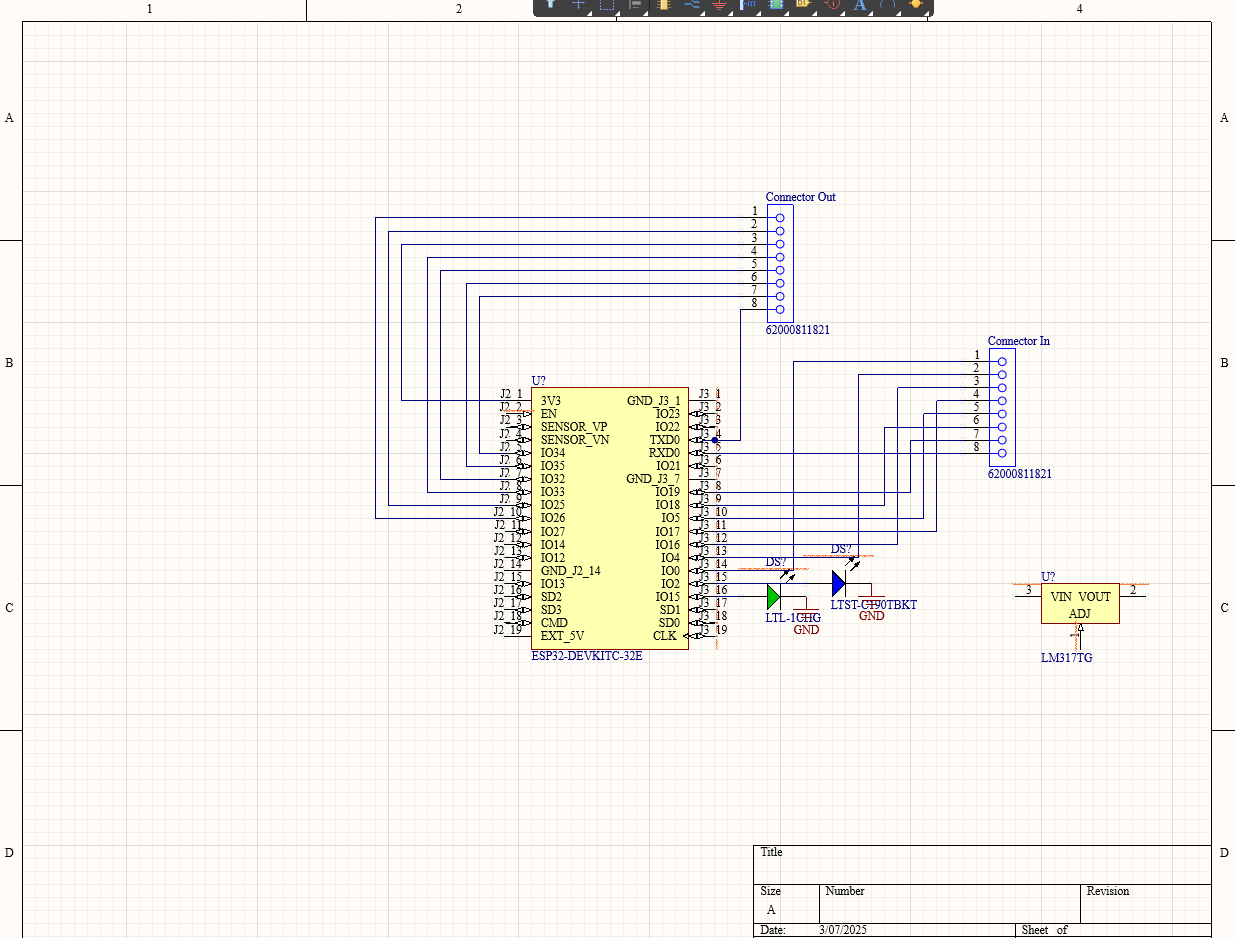 1 2 4
A A
Connector Out
1
2
3
4
5
6
7
8
62000811821
B B
Connector In
1
2
3
4
5
6
7
8
62000811821
U?
J2_1 3V3 GND_J3_1 J3_1
J2_2 EN IO23 J3_2
J2_3 SENSOR_VP IO22 J3_3
J2_4 SENSOR_VN TXD0 J3_4
J2_5 IO34 RXD0 J3_5
J2_6 IO35 IO21 J3_6
J2_7 IO32 GND_J3_7 J3_7
J2_8 IO33 IO19 J3_8
J2_9 IO25 IO18 J3_9
J2_10 IO26 IO5 J3_10
J2_11 IO27 IO17 J3_11
J2_12 IO14 IO16 J3_12
J2_13 IO12 IO4 J3_13
J2_14 GND_J2_14 IO0 J3_14
J2_15 IO13 IO2 J3_15
J2_16 SD2 IO15 J3_16
J2_17 SD3 SD1 J3_17
J2_18 CMD SD0 J3_18
J2_19 EXT_5V CLK J3_19
ESP32-DEVKITC-32E
DS?
LTL-1CHG
GND
DS?
LTST-C190TBKT
GND
C C
U?
3 VIN VOUT 2
ADJ
1
LM317TG
D D
Title
Size Number Revision
A
Date: 3/07/2025 Sheet of